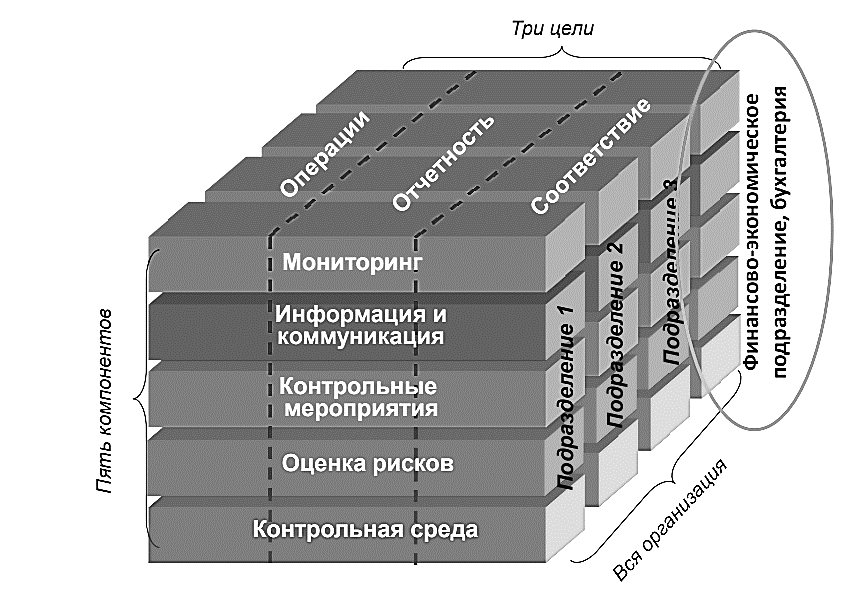 Три цели
Операции
Отчетность
Соответствие
Мониторинг
Информация и
коммуникация
Контрольные
мероприятия
Оценка рисков
Контрольная среда
Пять компонентов
Подразделение 1
Подразделение 2
Подразделение 3
Финансово-экономическое
подразделение, бухгалтерия
Вся организация